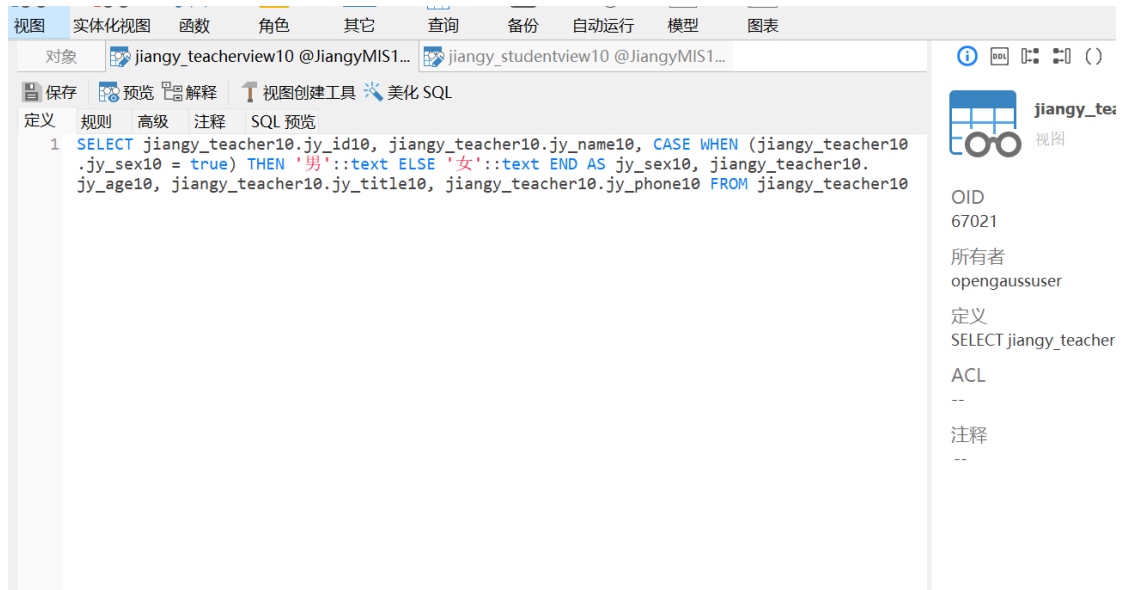 视图 实体化视图 函数 角色 其它 查询 备份 自动运行 模型 图表
对象 jiangy_teacherview10 @JiangyMIS1... jiangy_studentview10 @JiangyMIS1...
保存 预览 解释 视图创建工具 美化 SQL
定义 规则 高级 注释 SQL 预览
1 SELECT jiangy_teacher10.jy_id10, jiangy_teacher10.jy_name10, CASE WHEN (jiangy_teacher10
.jy_sex10 = true) THEN '男'::text ELSE '女'::text END AS jy_sex10, jiangy_teacher10.
jy_age10, jiangy_teacher10.jy_title10, jiangy_teacher10.jy_phone10 FROM jiangy_teacher10
DDL
jiangy_tea
视图
OID
67021
所有者
opengaussuser
定义
SELECT jiangy_teacher
ACL
--
注释
--